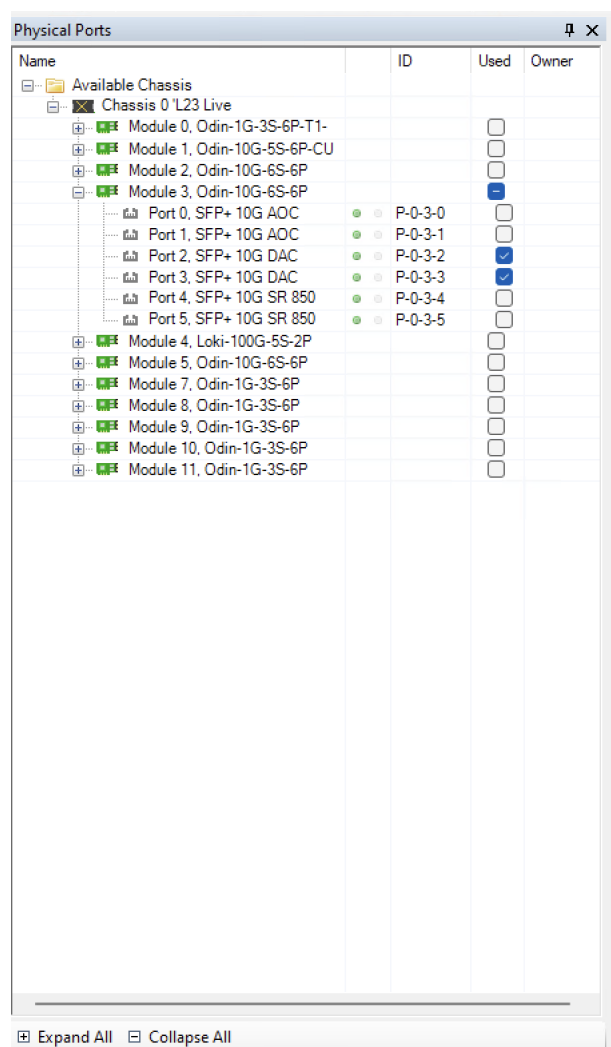 Physical Ports
Name ID Used Owner
Available Chassis
Chassis 0 'L23 Live
Module 0, Odin-1G-3S-6P-T1-
Module 1, Odin-10G-5S-6P-CU
Module 2, Odin-10G-6S-6P
Module 3, Odin-10G-6S-6P
Port 0, SFP+ 10G AOC P-0-3-0
Port 1, SFP+ 10G AOC P-0-3-1
Port 2, SFP+ 10G DAC P-0-3-2
Port 3, SFP+ 10G DAC P-0-3-3
Port 4, SFP+ 10G SR 850 P-0-3-4
Port 5, SFP+ 10G SR 850 P-0-3-5
Module 4, Loki-100G-5S-2P
Module 5, Odin-10G-6S-6P
Module 7, Odin-1G-3S-6P
Module 8, Odin-1G-3S-6P
Module 9, Odin-1G-3S-6P
Module 10, Odin-1G-3S-6P
Module 11, Odin-1G-3S-6P
Expand All Collapse All